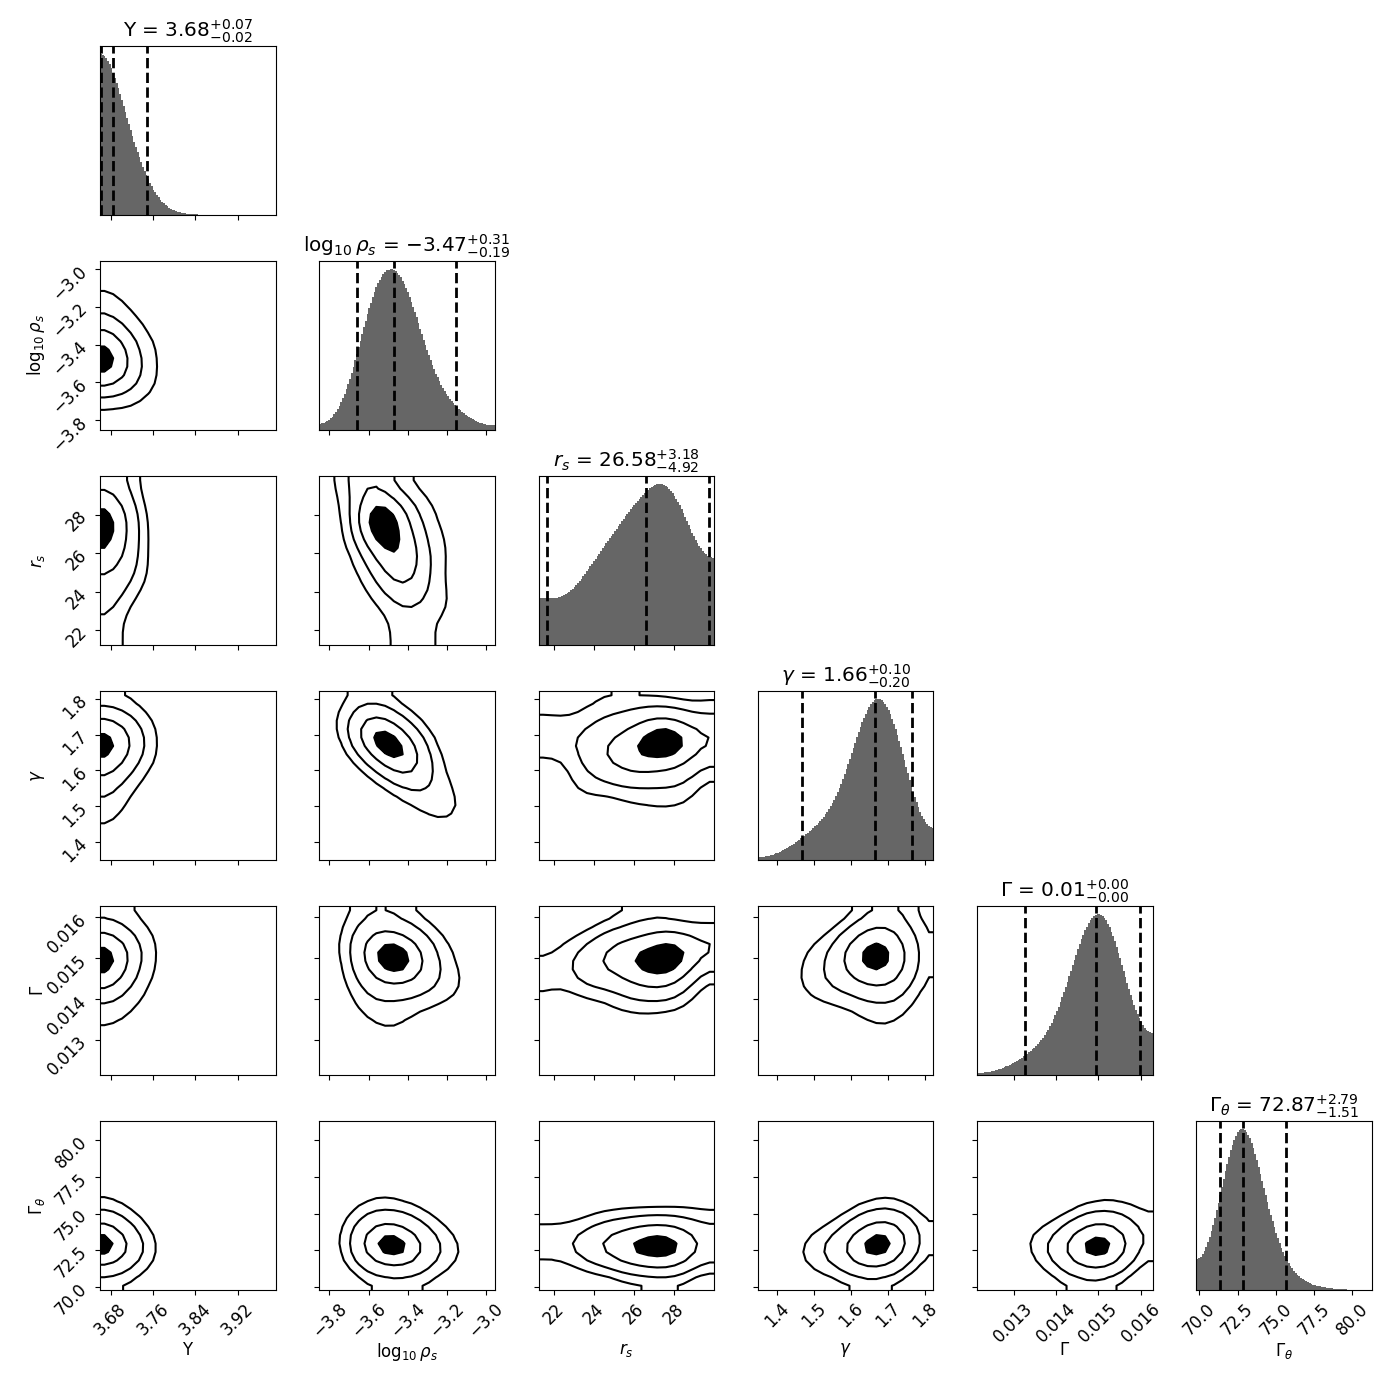 Y = 3.68^{+0.07}_{-0.02}
log₁₀ ρₛ = −3.47^{+0.31}_{-0.19}
−3.0
−3.2
−3.4
−3.6
−3.8
log₁₀ ρₛ
rₛ = 26.58^{+3.18}_{-4.92}
28
26
24
22
rₛ
γ = 1.66^{+0.10}_{-0.20}
1.8
1.7
1.6
1.5
1.4
γ
Γ = 0.01^{+0.00}_{-0.00}
0.016
0.015
0.014
0.013
Γ
Γ_θ = 72.87^{+2.79}_{-1.51}
80.0
77.5
75.0
72.5
70.0
Γ_θ
3.68 3.76 3.84 3.92 −3.8 −3.6 −3.4 −3.2 −3.0 22 24 26 28 1.4 1.5 1.6 1.7 1.8 0.013 0.014 0.015 0.016 70.0 72.5 75.0 77.5 80.0
Y log₁₀ ρₛ rₛ γ Γ Γ_θ